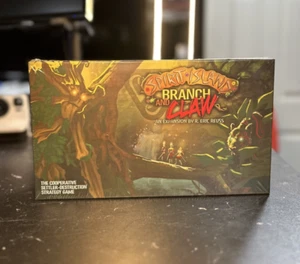 SPIRIT ISLAND
BRANCH
AND CLAW
AN EXPANSION BY R. ERIC REUSS
THE COOPERATIVE
SETTLER-DESTRUCTION
STRATEGY GAME